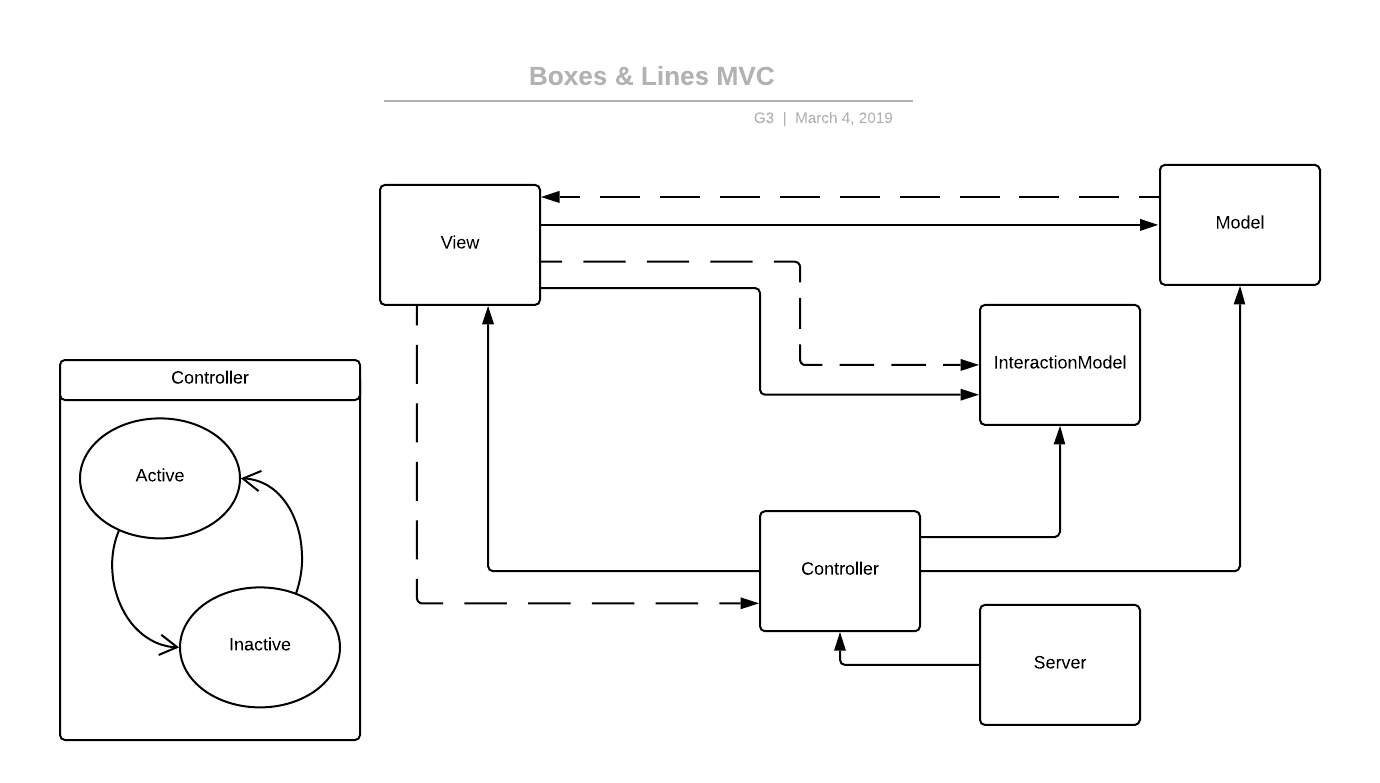 Boxes & Lines MVC
G3 | March 4, 2019
View
Model
InteractionModel
Controller
Active
Inactive
Controller
Server